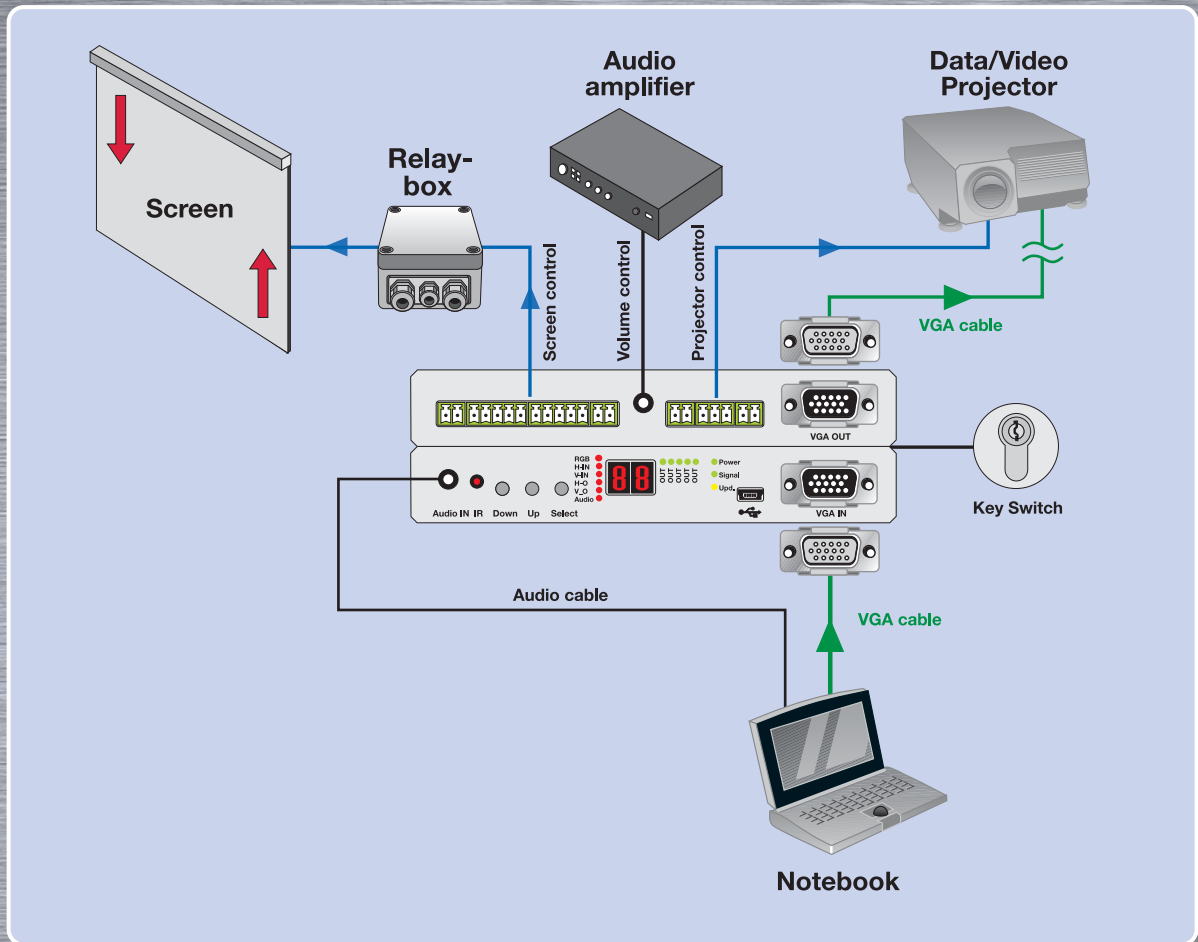 Audio
amplifier
Data/Video
Projector
Relay-
box
Screen
Screen control
Volume control
Projector control
VGA cable
VGA OUT
RGB
H-IN
V-IN
H-O
V_O
Audio
88
OUT
OUT
OUT
OUT
Power
Signal
Upd.
Audio IN IR Down Up Select
VGA IN
Key Switch
Audio cable
VGA cable
Notebook